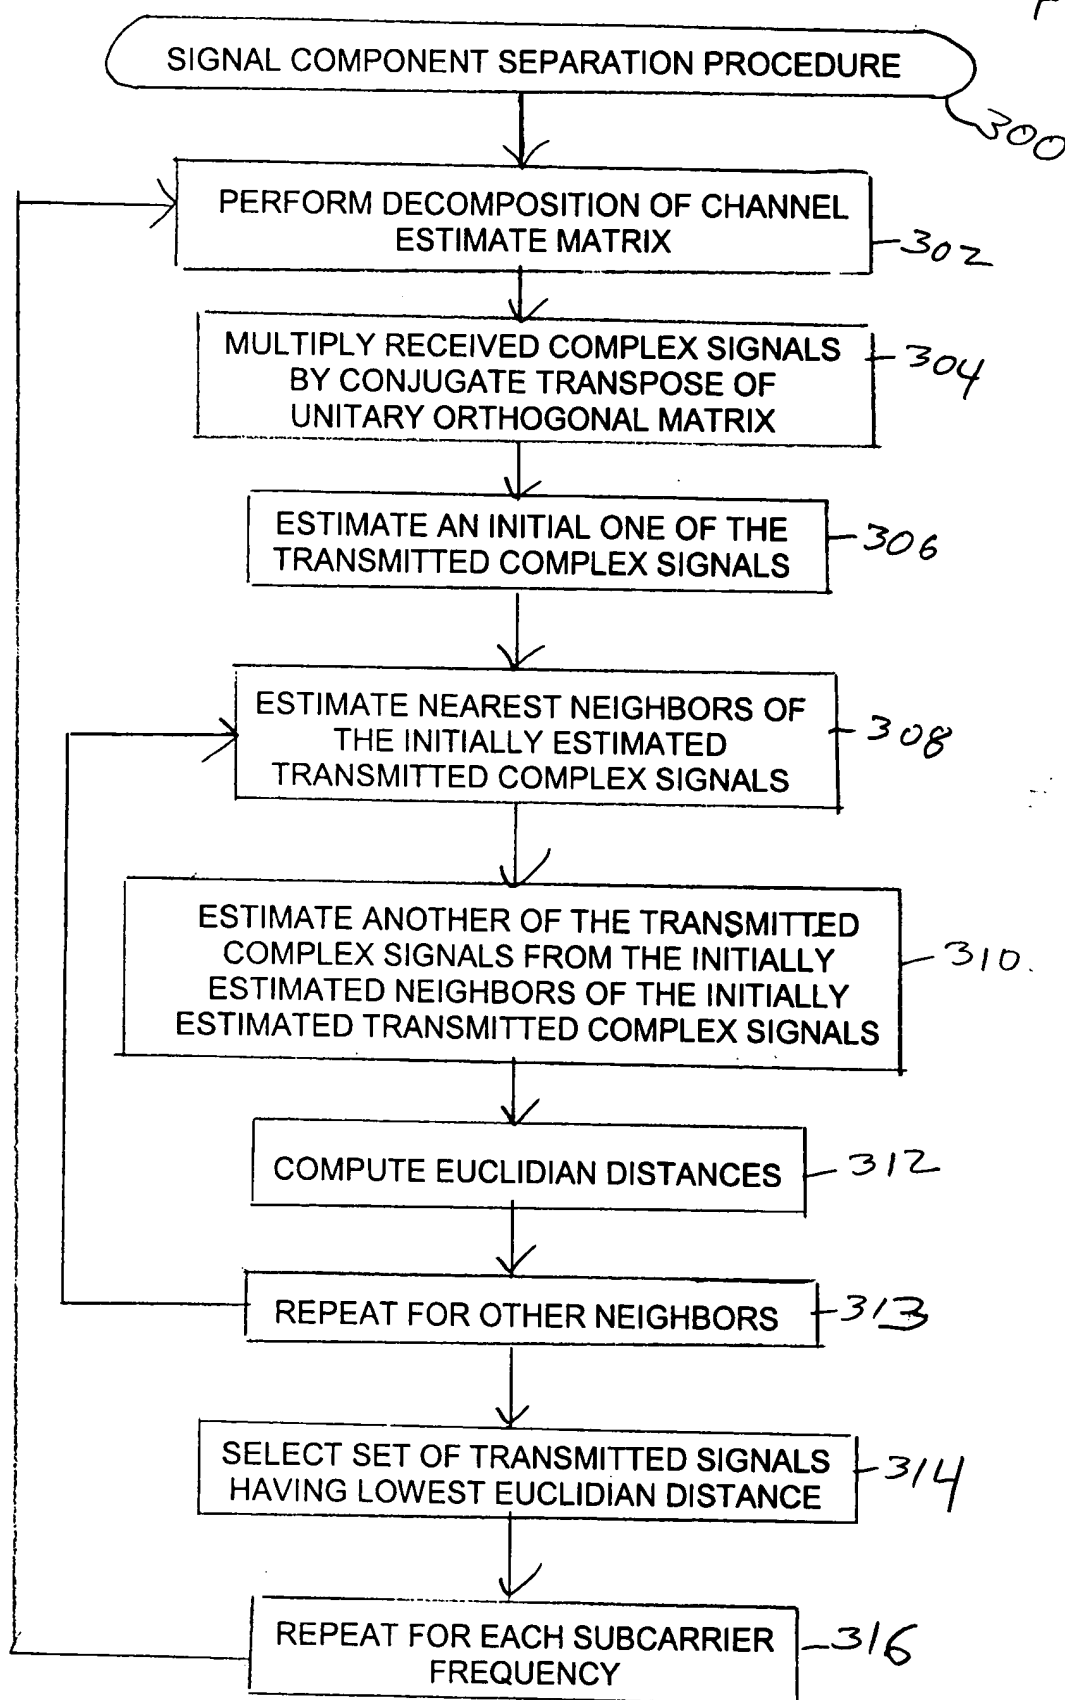 SIGNAL COMPONENT SEPARATION PROCEDURE
300
PERFORM DECOMPOSITION OF CHANNEL
ESTIMATE MATRIX
302
MULTIPLY RECEIVED COMPLEX SIGNALS
BY CONJUGATE TRANSPOSE OF
UNITARY ORTHOGONAL MATRIX
304
ESTIMATE AN INITIAL ONE OF THE
TRANSMITTED COMPLEX SIGNALS
306
ESTIMATE NEAREST NEIGHBORS OF
THE INITIALLY ESTIMATED
TRANSMITTED COMPLEX SIGNALS
308
ESTIMATE ANOTHER OF THE TRANSMITTED
COMPLEX SIGNALS FROM THE INITIALLY
ESTIMATED NEIGHBORS OF THE INITIALLY
ESTIMATED TRANSMITTED COMPLEX SIGNALS
310.
COMPUTE EUCLIDIAN DISTANCES
312
REPEAT FOR OTHER NEIGHBORS
313
SELECT SET OF TRANSMITTED SIGNALS
HAVING LOWEST EUCLIDIAN DISTANCE
314
REPEAT FOR EACH SUBCARRIER
FREQUENCY
316